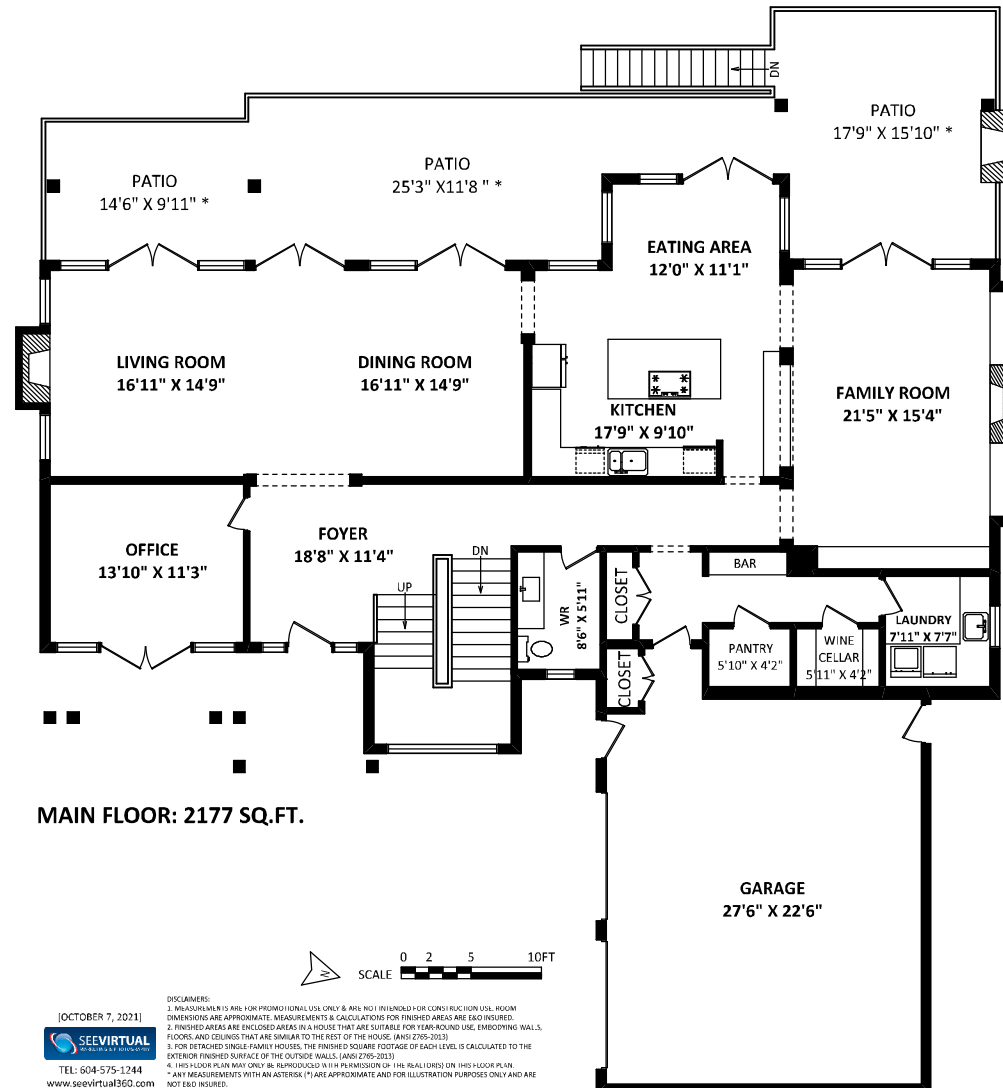 DN
PATIO
17'9" X 15'10" *
PATIO
25'3" X11'8 " *
PATIO
14'6" X 9'11" *
EATING AREA
12'0" X 11'1"
LIVING ROOM
16'11" X 14'9"
DINING ROOM
16'11" X 14'9"
FAMILY ROOM
21'5" X 15'4"
KITCHEN
17'9" X 9'10"
FOYER
18'8" X 11'4"
OFFICE
13'10" X 11'3"
DN
UP
WR
8'6" X 5'11"
CLOSET
BAR
LAUNDRY
7'11" X 7'7"
PANTRY
5'10" X 4'2"
WINE
CELLAR
5'11" X 4'2"
CLOSET
MAIN FLOOR: 2177 SQ.FT.
GARAGE
27'6" X 22'6"
N
SCALE
0 2 5 10FT
[OCTOBER 7, 2021]
SEEVIRTUAL
MARKETING & PHOTOGRAPHY
TEL: 604-575-1244
www.seevirtual360.com
DISCLAIMERS:
1. MEASUREMENTS ARE FOR PROMOTIONAL USE ONLY & ARE NOT INTENDED FOR CONSTRUCTION USE. ROOM
DIMENSIONS ARE APPROXIMATE. MEASUREMENTS & CALCULATIONS FOR FINISHED AREAS ARE E&O INSURED.
2. FINISHED AREAS ARE ENCLOSED AREAS IN A HOUSE THAT ARE SUITABLE FOR YEAR-ROUND USE, EMBODYING WALLS,
FLOORS, AND CEILINGS THAT ARE SIMILAR TO THE REST OF THE HOUSE. (ANSI Z765-2013)
3. FOR DETACHED SINGLE-FAMILY HOUSES, THE FINISHED SQUARE FOOTAGE OF EACH LEVEL IS CALCULATED TO THE
EXTERIOR FINISHED SURFACE OF THE OUTSIDE WALLS. (ANSI Z765-2013)
4. THIS FLOOR PLAN MAY ONLY BE REPRODUCED WITH PERMISSION OF THE REALTOR(S) ON THIS FLOOR PLAN.
* ANY MEASUREMENTS WITH AN ASTERISK (*) ARE APPROXIMATE AND FOR ILLUSTRATION PURPOSES ONLY AND ARE
NOT E&O INSURED.